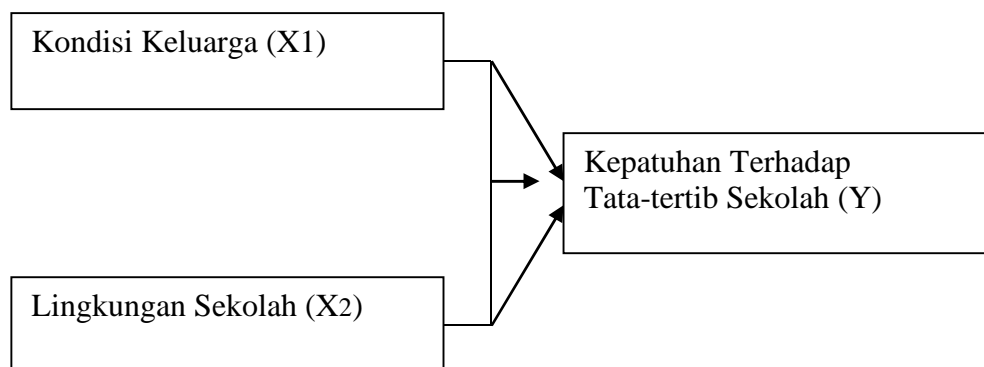 Kondisi Keluarga (X1)
Kepatuhan Terhadap
Tata-tertib Sekolah (Y)
Lingkungan Sekolah (X2)